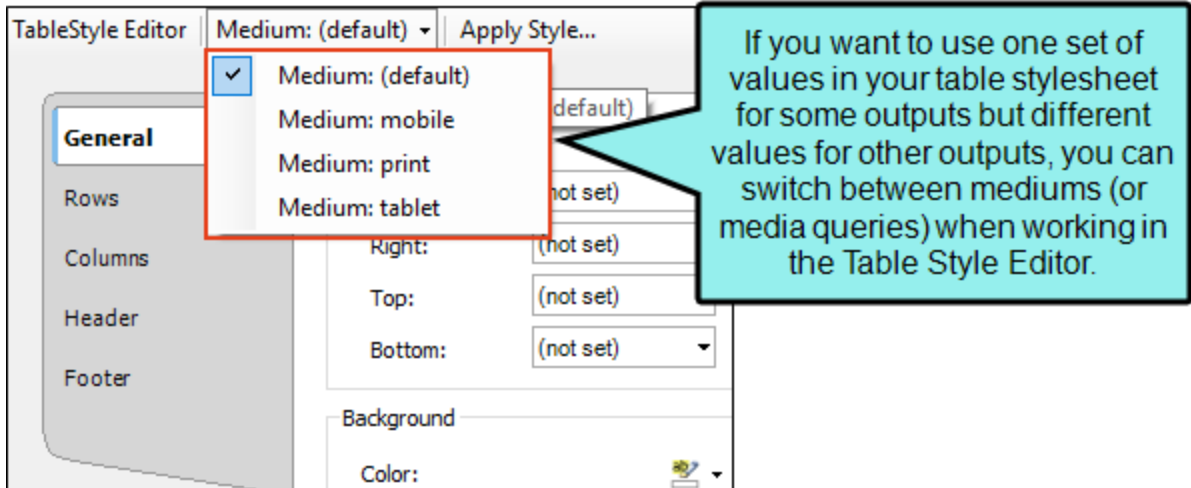 TableStyle Editor Medium: (default) Apply Style...
Medium: (default)
Medium: mobile
Medium: print
Medium: tablet
default)
General
Rows
Columns
Header
Footer
(not set)
Right: (not set)
Top: (not set)
Bottom: (not set)
Background
Color:
If you want to use one set of
values in your table stylesheet
for some outputs but different
values for other outputs, you can
switch between mediums (or
media queries) when working in
the Table Style Editor.